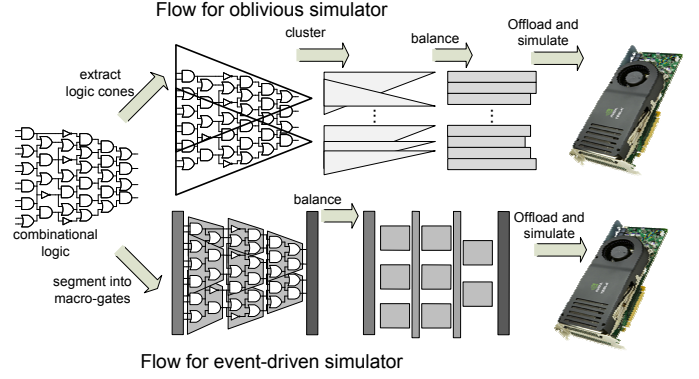 Flow for oblivious simulator
cluster
balance
Offload and
simulate
extract
logic cones
combinational
logic
balance
Offload and
simulate
segment into
macro-gates
Flow for event-driven simulator